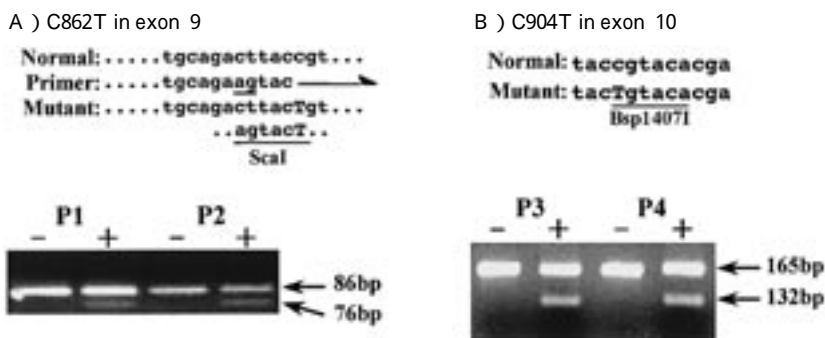 A ) C862T in exon 9
Normal: .....tgcagacttaccgt...
Primer: .....tgcagaagtac
Mutant: .....tgcagacttacTgt...
..agtacT..
ScaI
P1 P2
− + − +
86bp
76bp
B ) C904T in exon 10
Normal: taccgtacacga
Mutant: tacTgtacacga
Bsp1407I
P3 P4
− + − +
165bp
132bp